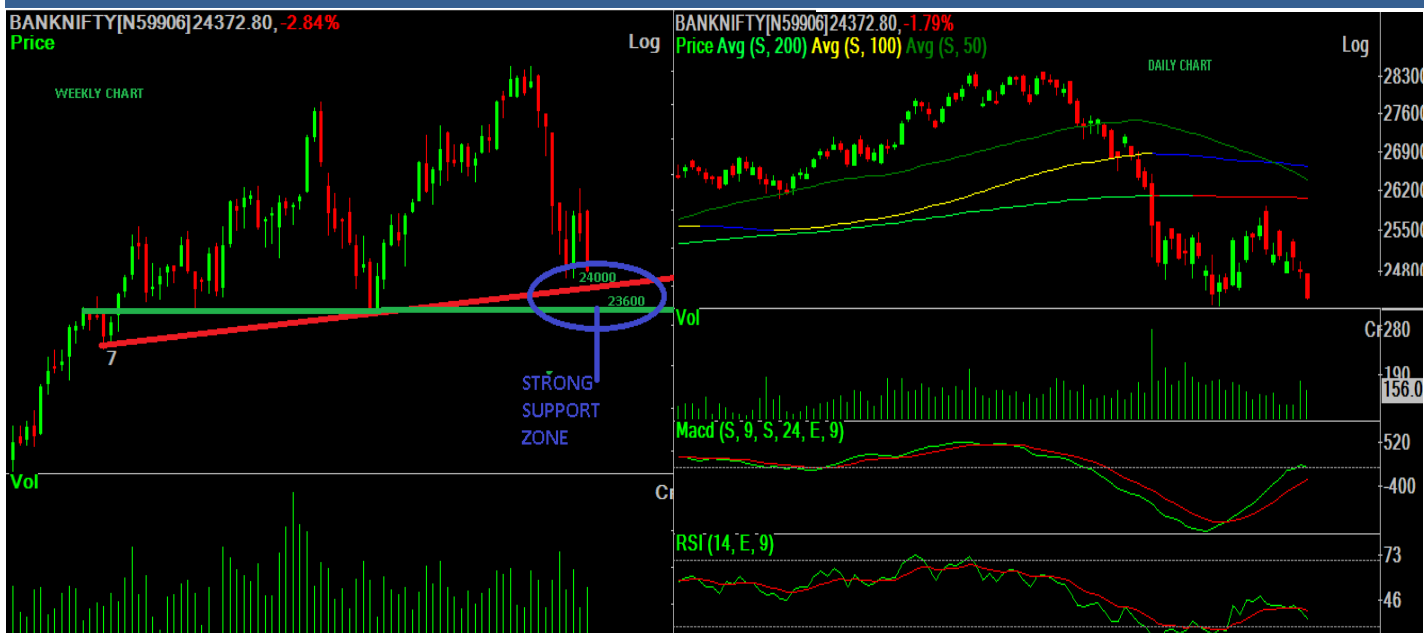 BANKNIFTY[N59906]24372.80,-2.84%
Price
Log
WEEKLY CHART
24000
23600
7
STRONG
SUPPORT
ZONE
Vol
Cr
BANKNIFTY[N59906]24372.80,-1.79%
Price Avg (S, 200) Avg (S, 100) Avg (S, 50)
Log
DAILY CHART
28300
27600
26900
26200
25500
24800
Vol
Cr
280
190
156.0
Macd (S, 9, S, 24, E, 9)
520
-400
RSI (14, E, 9)
73
46